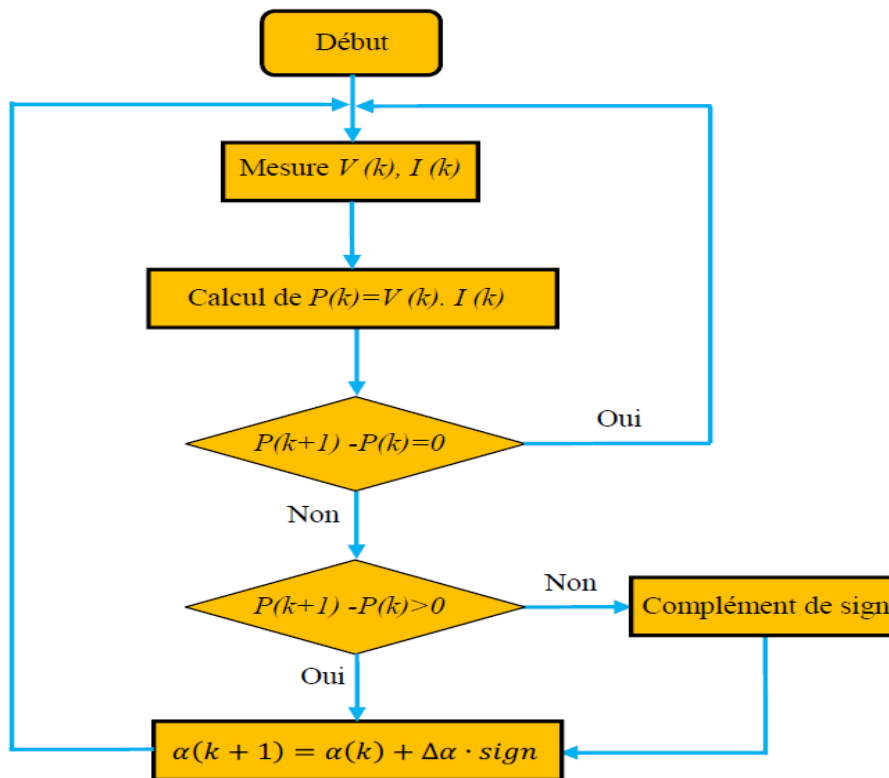 Début
Mesure V (k), I (k)
Calcul de P(k)=V (k). I (k)
P(k+1) -P(k)=0
Oui
Non
P(k+1) -P(k)>0
Non
Complément de sign
Oui
α(k + 1) = α(k) + Δα · sign